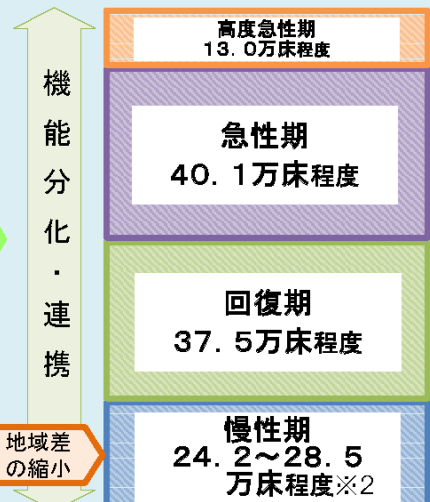 高度急性期
13.0万床程度
機能分化・連携
急性期
40.1万床程度
回復期
37.5万床程度
地域差
の縮小
慢性期
24.2~28.5
万床程度※2